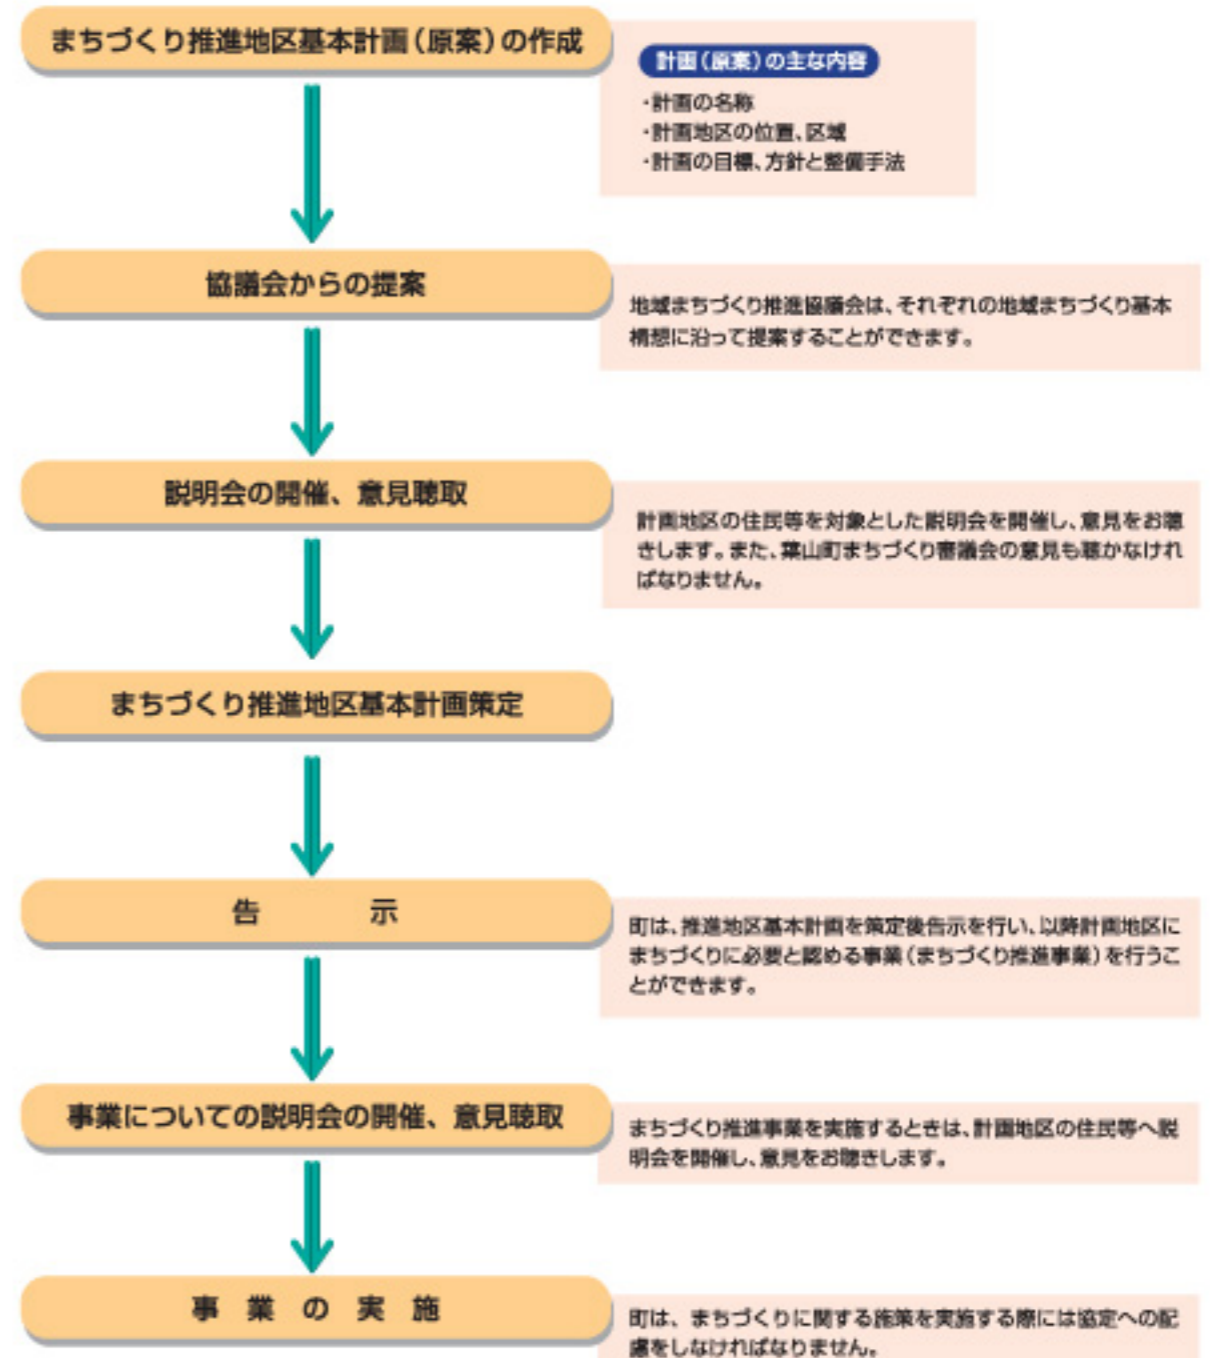 まちづくり推進地区基本計画(原案)の作成
計画(原案)の主な内容
・計画の名称
・計画地区の位置、区域
・計画の目標、方針と整備手法
協議会からの提案
地域まちづくり推進協議会は、それぞれの地域まちづくり基本
構想に沿って提案することができます。
説明会の開催、意見聴取
計画地区の住民等を対象とした説明会を開催し、意見をお聴
きします。また、葉山町まちづくり審議会の意見も聴かなけれ
ばなりません。
まちづくり推進地区基本計画策定
告 示
町は、推進地区基本計画を策定後告示を行い、以降計画地区に
まちづくりに必要と認める事業(まちづくり推進事業)を行うこ
とができます。
事業についての説明会の開催、意見聴取
まちづくり推進事業を実施するときは、計画地区の住民等へ説
明会を開催し、意見をお聴きします。
事 業 の 実 施
町は、まちづくりに関する施策を実施する際には協定への配
慮をしなければなりません。